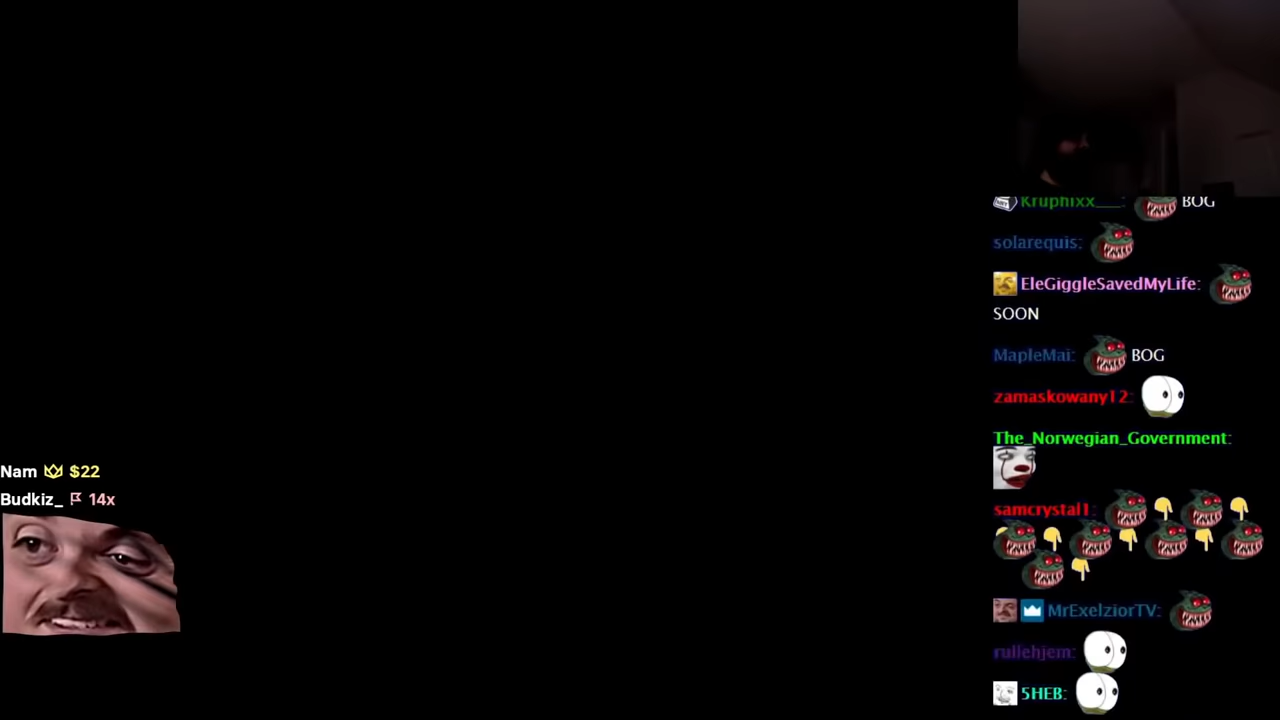 Kruphixx___: BOG
solarequis:
EleGiggleSavedMyLife:
SOON
MapleMai: BOG
zamaskowany12:
The_Norwegian_Government:
Nam $22
Budkiz_ 14x
samcrystal1:
MrExelziorTV:
rullehjem:
5HEB: